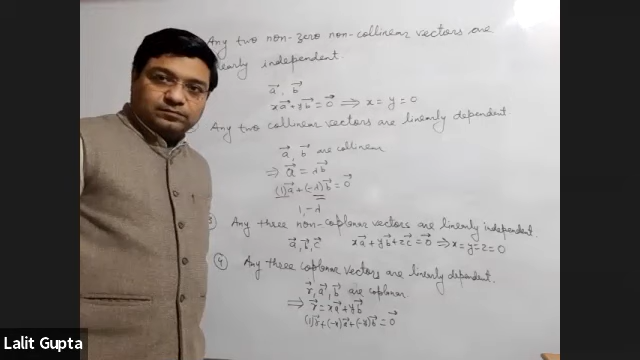 Any two non-zero non-collinear vectors are
linearly independent.
a⃗, b⃗
xa⃗+yb⃗=0⃗ ⟹ x=y=0
Any two collinear vectors are linearly dependent
a⃗, b⃗ are collinear
⟹ a⃗ = λb⃗
(1)a⃗+(-λ)b⃗=0⃗
1, -λ
3) Any three non-coplanar vectors are linearly independent.
a⃗, b⃗, c⃗ xa⃗+yb⃗+zc⃗=0⃗ ⟹ x=y=z=0
④ Any three coplanar vectors are linearly dependent.
r⃗, a⃗, b⃗ are coplanar
⟹ r⃗=xa⃗+yb⃗
(1)r⃗+(-x)a⃗+(-y)b⃗=0⃗
Lalit Gupta